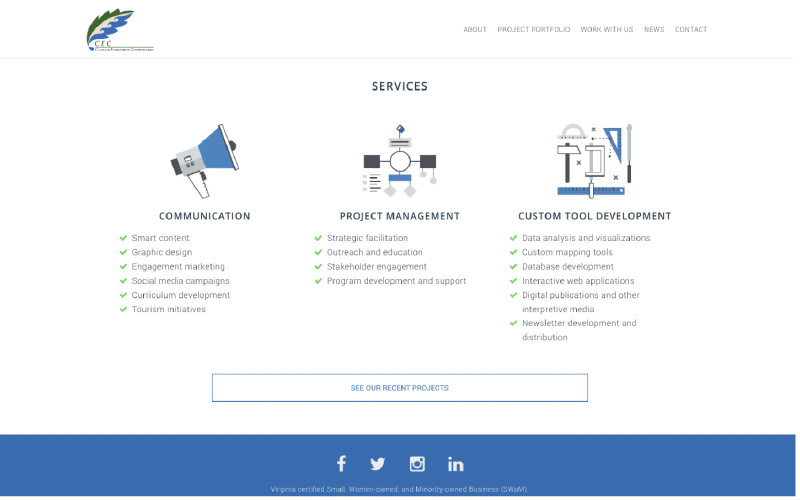 CEC
ABOUT PROJECT PORTFOLIO WORK WITH US NEWS CONTACT
SERVICES
COMMUNICATION
Smart content
Graphic design
Engagement marketing
Social media campaigns
Curriculum development
Tourism initiatives
PROJECT MANAGEMENT
Strategic facilitation
Outreach and education
Stakeholder engagement
Program development and support
CUSTOM TOOL DEVELOPMENT
Data analysis and visualizations
Custom mapping tools
Database development
Interactive web applications
Digital publications and other
interpretive media
Newsletter development and
distribution
SEE OUR RECENT PROJECTS
Virginia certified Small, Women-owned, and Minority-owned Business (SWaM)